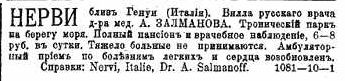 НЕРВИ близъ Генуи (Италія). Вилла русскаго врача
д-ра мед. А. ЗАЛМАНОВА. Тропическій паркъ
на берегу моря. Полный пансіонъ и врачебное наблюденіе, 6—8
руб. въ сутки. Тяжело больные не принимаются. Амбулатор-
ный пріемъ по болѣзнямъ легкихъ и сердца возобновленъ.
Справки: Nervi, Italie, Dr. A. Salmanoff. 1081—10—1